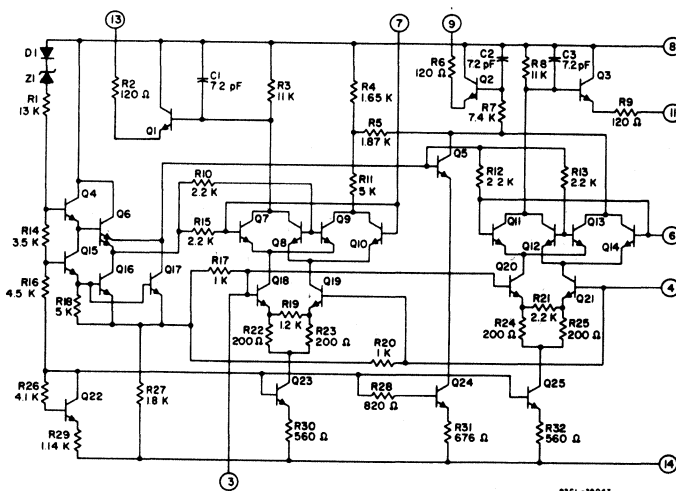 13
7
9
8
D1
Z1
R1
13 K
R2
120 Ω
C1
7.2 pF
R3
11 K
R4
1.65 K
R5
1.87 K
R6
120 Ω
C2
7.2 pF
Q2
R7
7.4 K
R8
11 K
C3
7.2 pF
Q3
R9
120 Ω
11
Q1
Q5
R10
2.2 K
R11
5 K
R12
2.2 K
R13
2.2 K
Q4
Q6
R15
2.2 K
Q7
Q8
Q9
Q10
Q11
Q12
Q13
Q14
6
R14
3.5 K
Q15
Q16
Q17
R16
4.5 K
R18
5 K
R17
1 K
Q18
Q19
R19
1.2 K
R22
200 Ω
R23
200 Ω
R20
1 K
Q20
Q21
R21
2.2 K
R24
200 Ω
R25
200 Ω
4
R26
4.1 K
Q22
R27
1.8 K
Q23
R28
820 Ω
Q24
Q25
R29
1.14 K
R30
560 Ω
R31
676 Ω
R32
560 Ω
3
14